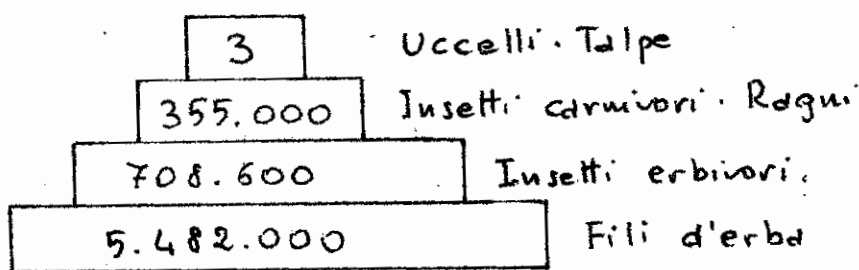 3 Uccelli. Talpe
355.000 Insetti carnivori. Ragni
708.600 Insetti erbivori.
5.482.000 Fili d'erba